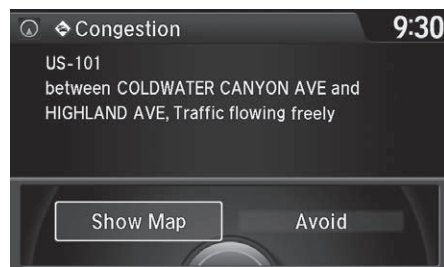 Congestion
9:30
US-101
between COLDWATER CANYON AVE and
HIGHLAND AVE, Traffic flowing freely
Show Map
Avoid